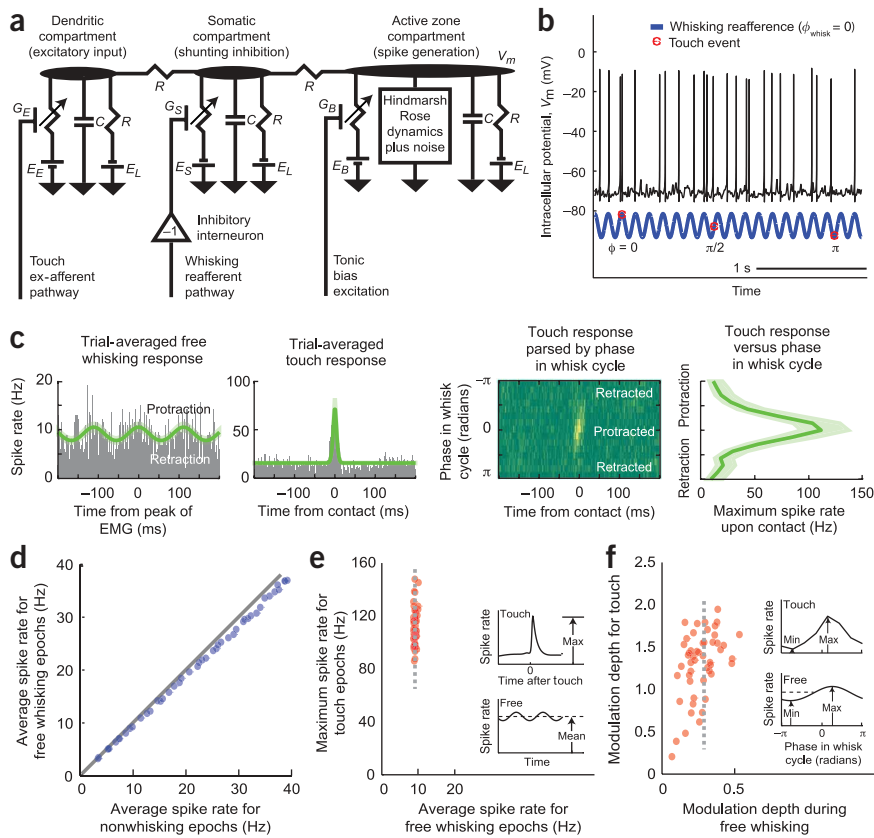 a
Dendritic
compartment
(excitatory input)
Somatic
compartment
(shunting inhibition)
Active zone
compartment
(spike generation)
V_m
R
R
G_E
C
R
E_E
E_L
G_S
C
R
E_S
E_L
G_B
Hindmarsh
Rose
dynamics
plus noise
C
R
E_B
E_L
–1
Inhibitory
interneuron
Touch
ex-afferent
pathway
Whisking
reafferent
pathway
Tonic
bias
excitation
b
Whisking reafference (ϕ_whisk = 0)
Touch event
Intracellular potential, V_m (mV)
0
–20
–40
–60
–70
–80
ϕ = 0
π/2
π
1 s
Time
c
Trial-averaged free
whisking response
Spike rate (Hz)
20
10
0
Protraction
Retraction
–100
0
100
Time from peak of
EMG (ms)
Trial-averaged
touch response
100
50
0
–100
0
100
Time from contact (ms)
Touch response
parsed by phase
in whisk cycle
Phase in whisk
cycle (radians)
–π
0
π
Retracted
Protracted
Retracted
–100
0
100
Time from contact (ms)
Touch response
versus phase
in whisk cycle
Protraction
Retraction
0
50
100
150
Maximum spike rate
upon contact (Hz)
d
Average spike rate for
free whisking epochs (Hz)
40
30
20
10
0
0
10
20
30
40
Average spike rate for
nonwhisking epochs (Hz)
e
Maximum spike rate for
touch epochs (Hz)
160
120
80
40
0
0
10
20
Average spike rate for
free whisking epochs (Hz)
Spike rate
Touch
Max
0
Time after touch
Spike rate
Free
Mean
Time
f
Modulation depth for touch
2.5
2.0
1.5
1.0
0.5
0
0
0.5
Modulation depth during
free whisking
Spike rate
Touch
Min
Max
Spike rate
Free
Min
Max
–π
0
π
Phase in whisk
cycle (radians)